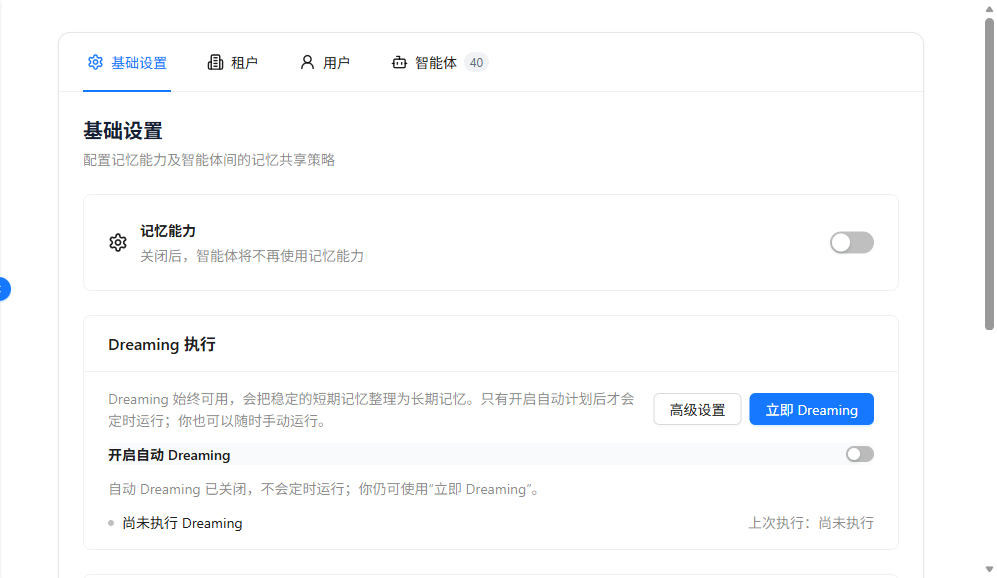 基础设置 租户 用户 智能体 40
基础设置
配置记忆能力及智能体间的记忆共享策略
记忆能力
关闭后，智能体将不再使用记忆能力
Dreaming 执行
Dreaming 始终可用，会把稳定的短期记忆整理为长期记忆。只有开启自动计划后才会
定时运行；你也可以随时手动运行。
高级设置 立即 Dreaming
开启自动 Dreaming
自动 Dreaming 已关闭，不会定时运行；你仍可使用“立即 Dreaming”。
尚未执行 Dreaming 上次执行：尚未执行